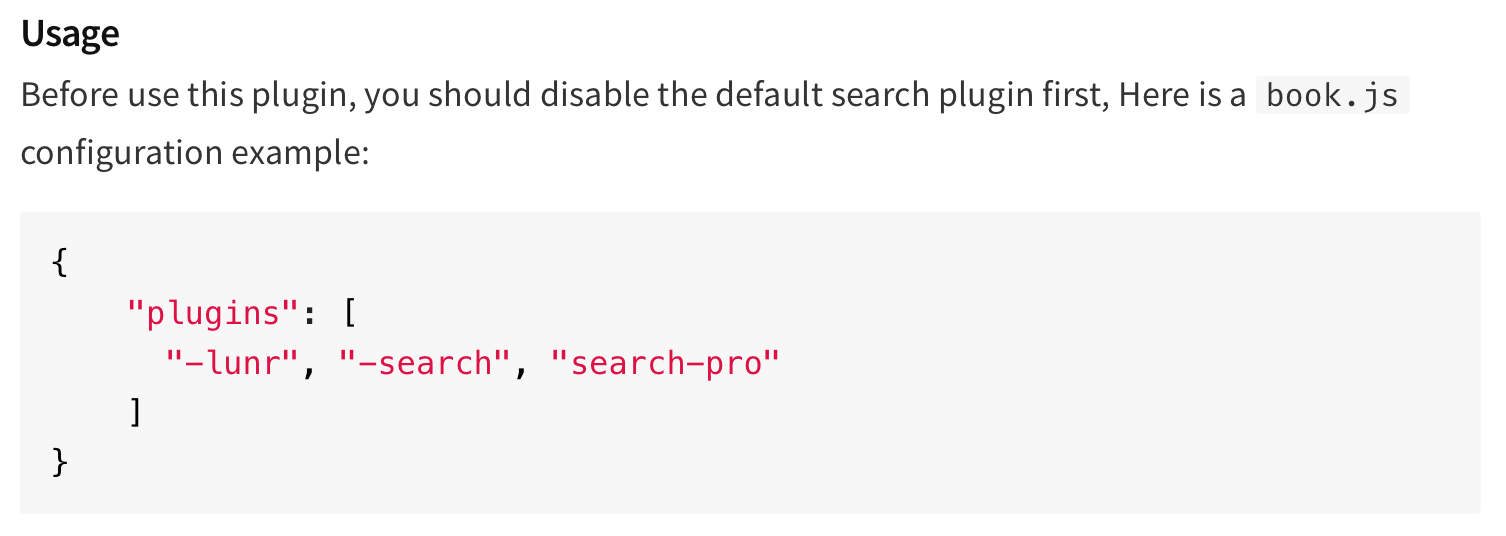 Usage
Before use this plugin, you should disable the default search plugin first, Here is a book.js
configuration example:
{
    "plugins": [
      "-lunr", "-search", "search-pro"
    ]
}